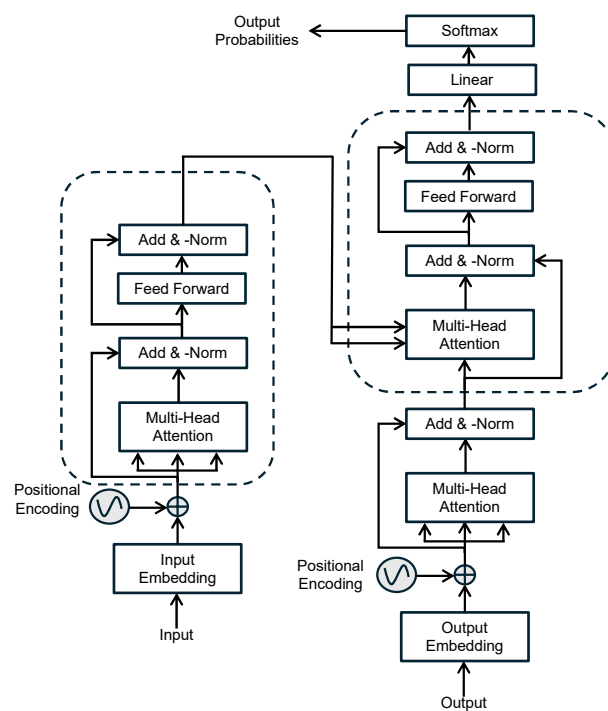 Output
Probabilities
Softmax
Linear
Add & -Norm
Feed Forward
Add & -Norm
Multi-Head
Attention
Add & -Norm
Multi-Head
Attention
Positional
Encoding
Output
Embedding
Output
Add & -Norm
Feed Forward
Add & -Norm
Multi-Head
Attention
Positional
Encoding
Input
Embedding
Input